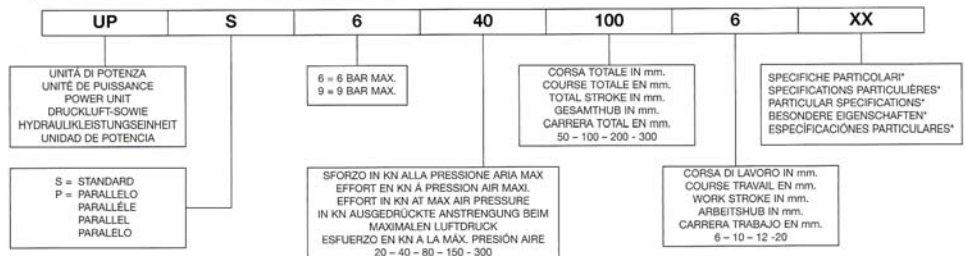 UP S 6 40 100 6 XX
UNITÁ DI POTENZA
UNITÉ DE PUISSANCE
POWER UNIT
DRUCKLUFT-SOWIE
HYDRAULIKLEISTUNGSEINHEIT
UNIDAD DE POTENCIA
S = STANDARD
P = PARALLELO
PARALLÉLE
PARALLEL
PARALELO
6 = 6 BAR MAX.
9 = 9 BAR MAX.
SFORZO IN KN ALLA PRESSIONE ARIA MAX
EFFORT EN KN Á PRESSION AIR MAXI.
EFFORT IN KN AT MAX AIR PRESSURE
IN KN AUSGEDRÜCKTE ANSTRENGUNG BEIM
MAXIMALEN LUFTDRUCK
ESFUERZO EN KN A LA MÁX. PRESIÓN AIRE
20 – 40 – 80 – 150 - 300
CORSA TOTALE IN mm.
COURSE TOTALE EN mm.
TOTAL STROKE IN mm.
GESAMTHUB IN mm.
CARRERA TOTAL EN mm.
50 – 100 – 200 - 300
CORSA DI LAVORO IN mm.
COURSE TRAVAIL EN mm.
WORK STROKE IN mm.
ARBEITSHUB IN mm.
CARRERA TRABAJO EN mm.
6 – 10 – 12 -20
SPECIFICHE PARTICOLARI*
SPECIFICATIONS PARTICULIÈRES*
PARTICULAR SPECIFICATIONS*
BESONDERE EIGENSCHAFTEN*
ESPECÍFICACIÓNES PARTICULARES*